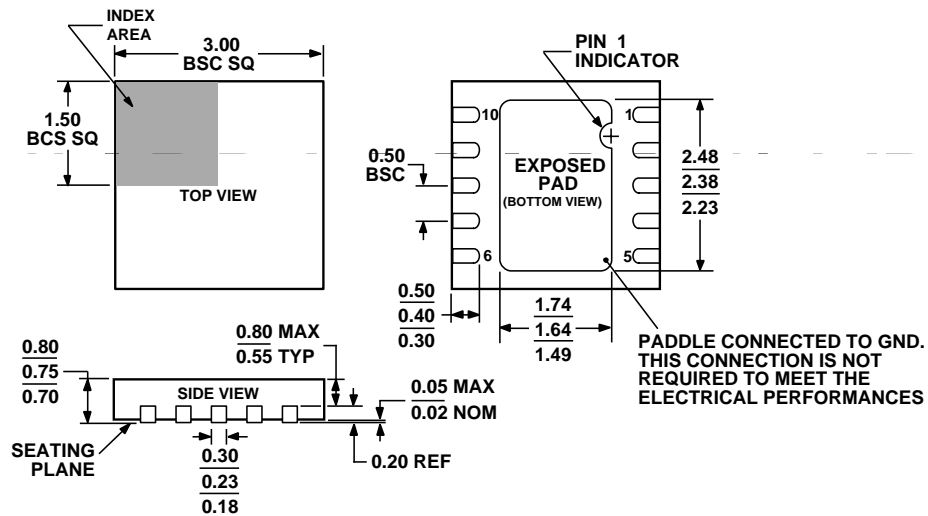 INDEX
AREA
3.00
BSC SQ
1.50
BCS SQ
TOP VIEW
PIN 1
INDICATOR
10
1
0.50
BSC
EXPOSED
PAD
(BOTTOM VIEW)
2.48
2.38
2.23
6
5
0.50
0.40
0.30
1.74
1.64
1.49
PADDLE CONNECTED TO GND.
THIS CONNECTION IS NOT
REQUIRED TO MEET THE
ELECTRICAL PERFORMANCES
0.80
0.75
0.70
0.80 MAX
0.55 TYP
SIDE VIEW
0.05 MAX
0.02 NOM
SEATING
PLANE
0.30
0.23
0.18
0.20 REF